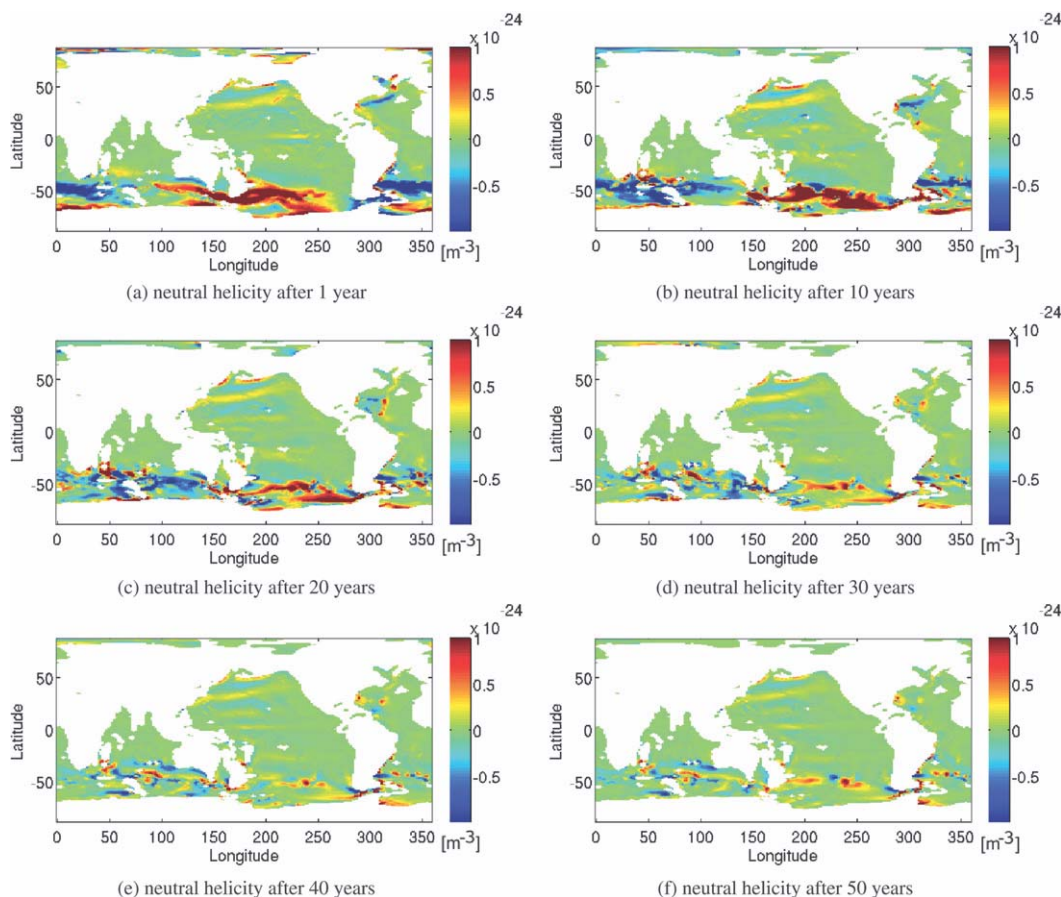 -24
x 10
1
0.5
0
-0.5
[m-3]
50
0
-50
Latitude
0 50 100 150 200 250 300 350
Longitude
(a) neutral helicity after 1 year
-24
x 10
1
0.5
0
-0.5
[m-3]
50
0
-50
Latitude
0 50 100 150 200 250 300 350
Longitude
(b) neutral helicity after 10 years
-24
x 10
1
0.5
0
-0.5
[m-3]
50
0
-50
Latitude
0 50 100 150 200 250 300 350
Longitude
(c) neutral helicity after 20 years
-24
x 10
1
0.5
0
-0.5
[m-3]
50
0
-50
Latitude
0 50 100 150 200 250 300 350
Longitude
(d) neutral helicity after 30 years
-24
x 10
1
0.5
0
-0.5
[m-3]
50
0
-50
Latitude
0 50 100 150 200 250 300 350
Longitude
(e) neutral helicity after 40 years
-24
x 10
1
0.5
0
-0.5
[m-3]
50
0
-50
Latitude
0 50 100 150 200 250 300 350
Longitude
(f) neutral helicity after 50 years